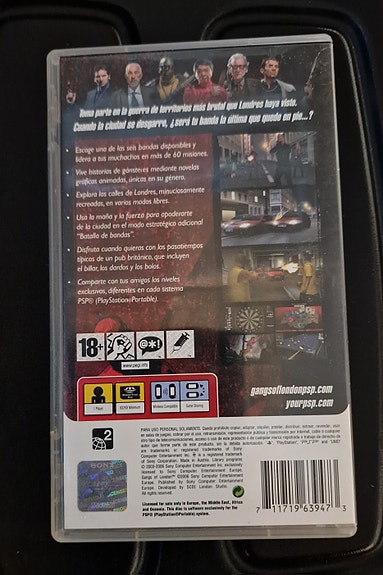 Toma parte en la guerra de territorios más brutal que Londres haya visto.
Cuando la ciudad se desgarre, ¿será tu banda la última que quede en pie...?
• Escoge una de las seis bandas disponibles y
lidera a tus muchachos en más de 60 misiones.
• Vive historias de gánsteres mediante novelas
gráficas animadas, únicas en su género.
• Explora las calles de Londres, minuciosamente
recreadas, en varios modos libres.
• Usa la maña y la fuerza para apoderarte
de la ciudad en el modo estratégico adicional
"Batalla de bandas".
• Disfruta cuando quieras con los pasatiempos
típicos de un pub británico, que incluyen
el billar, los dardos y los bolos.
• Comparte con tus amigos los niveles
exclusivos, diferentes en cada sistema
PSP® (PlayStation®Portable).
18+
www.pegi.info
1 Player
Wireless Compatible
Game Sharing
gangsoflondonpsp.com
yourpsp.com
2
SONY
PARA USO PERSONAL SOLAMENTE.
Licensed for sale only in Europe, the Middle East, Africa
and Oceania. This disc is software exclusively for the
PSP® (PlayStation®Portable) system.
7 11719 63947 3